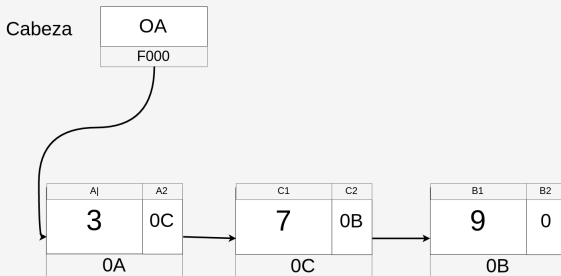 Cabeza
OA
F000
A| A2 C1 C2 B1 B2
3 0C 7 0B 9 0
0A 0C 0B